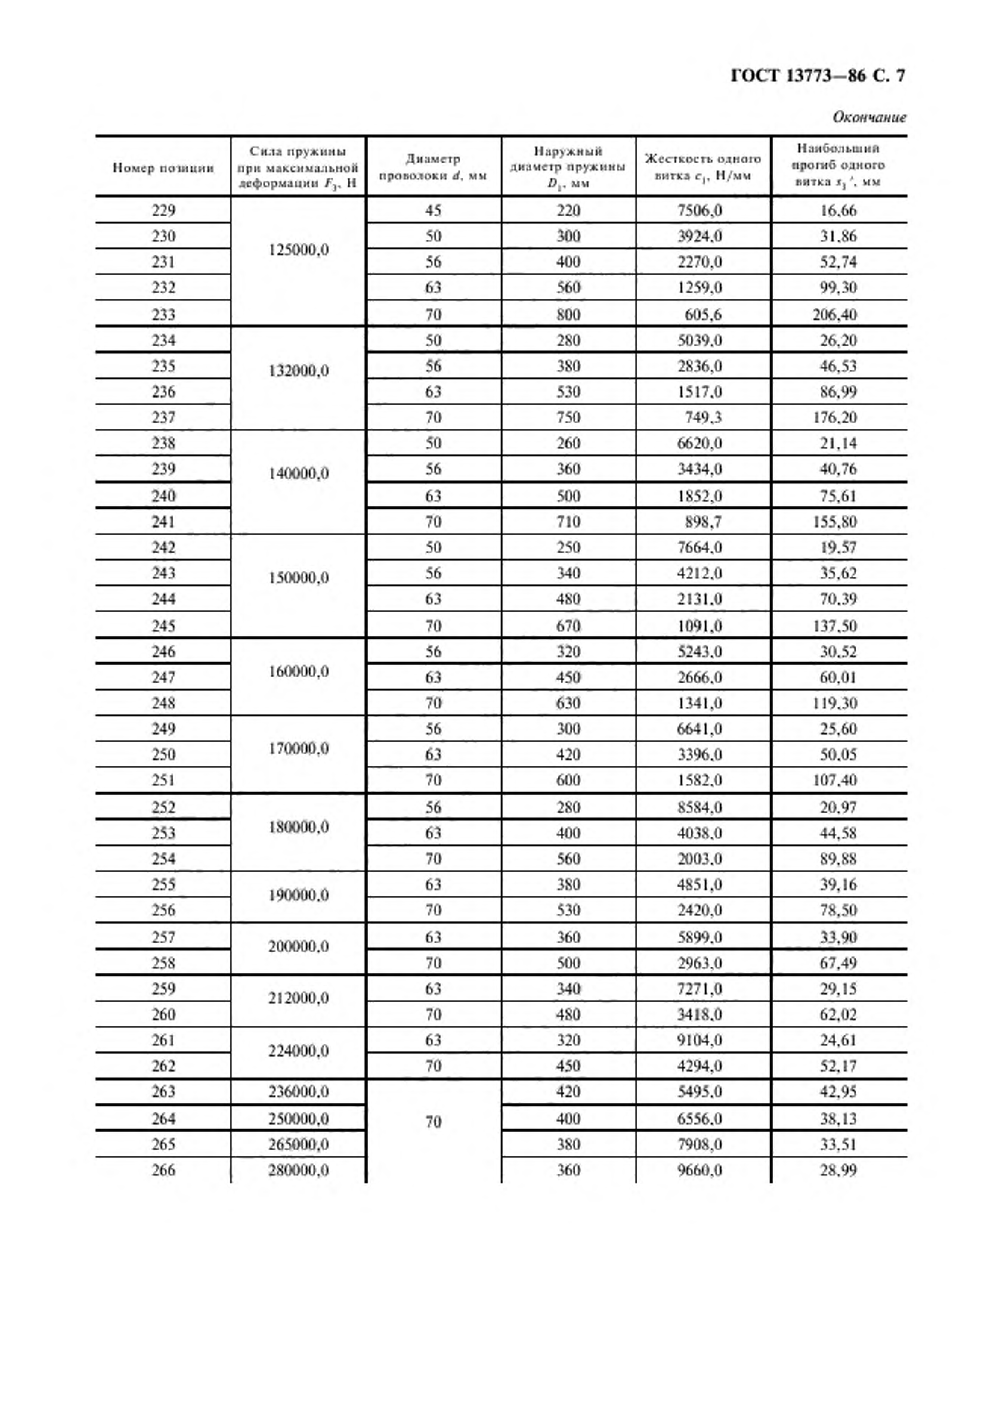 ГОСТ 13773—86 С. 7
Окончание
Номер позиции
Сила пружины
при максимальной
деформации F₃, Н
Диаметр
проволоки d, мм
Наружный
диаметр пружины
D₁, мм
Жесткость одного
витка c₁, Н/мм
Наибольший
прогиб одного
витка s₃′, мм
229 125000,0 45 220 7506,0 16,66
230 50 300 3924,0 31,86
231 56 400 2270,0 52,74
232 63 560 1259,0 99,30
233 70 800 605,6 206,40
234 132000,0 50 280 5039,0 26,20
235 56 380 2836,0 46,53
236 63 530 1517,0 86,99
237 70 750 749,3 176,20
238 140000,0 50 260 6620,0 21,14
239 56 360 3434,0 40,76
240 63 500 1852,0 75,61
241 70 710 898,7 155,80
242 150000,0 50 250 7664,0 19,57
243 56 340 4212,0 35,62
244 63 480 2131,0 70,39
245 70 670 1091,0 137,50
246 160000,0 56 320 5243,0 30,52
247 63 450 2666,0 60,01
248 70 630 1341,0 119,30
249 170000,0 56 300 6641,0 25,60
250 63 420 3396,0 50,05
251 70 600 1582,0 107,40
252 180000,0 56 280 8584,0 20,97
253 63 400 4038,0 44,58
254 70 560 2003,0 89,88
255 190000,0 63 380 4851,0 39,16
256 70 530 2420,0 78,50
257 200000,0 63 360 5899,0 33,90
258 70 500 2963,0 67,49
259 212000,0 63 340 7271,0 29,15
260 70 480 3418,0 62,02
261 224000,0 63 320 9104,0 24,61
262 70 450 4294,0 52,17
263 236000,0 70 420 5495,0 42,95
264 250000,0 400 6556,0 38,13
265 265000,0 380 7908,0 33,51
266 280000,0 360 9660,0 28,99